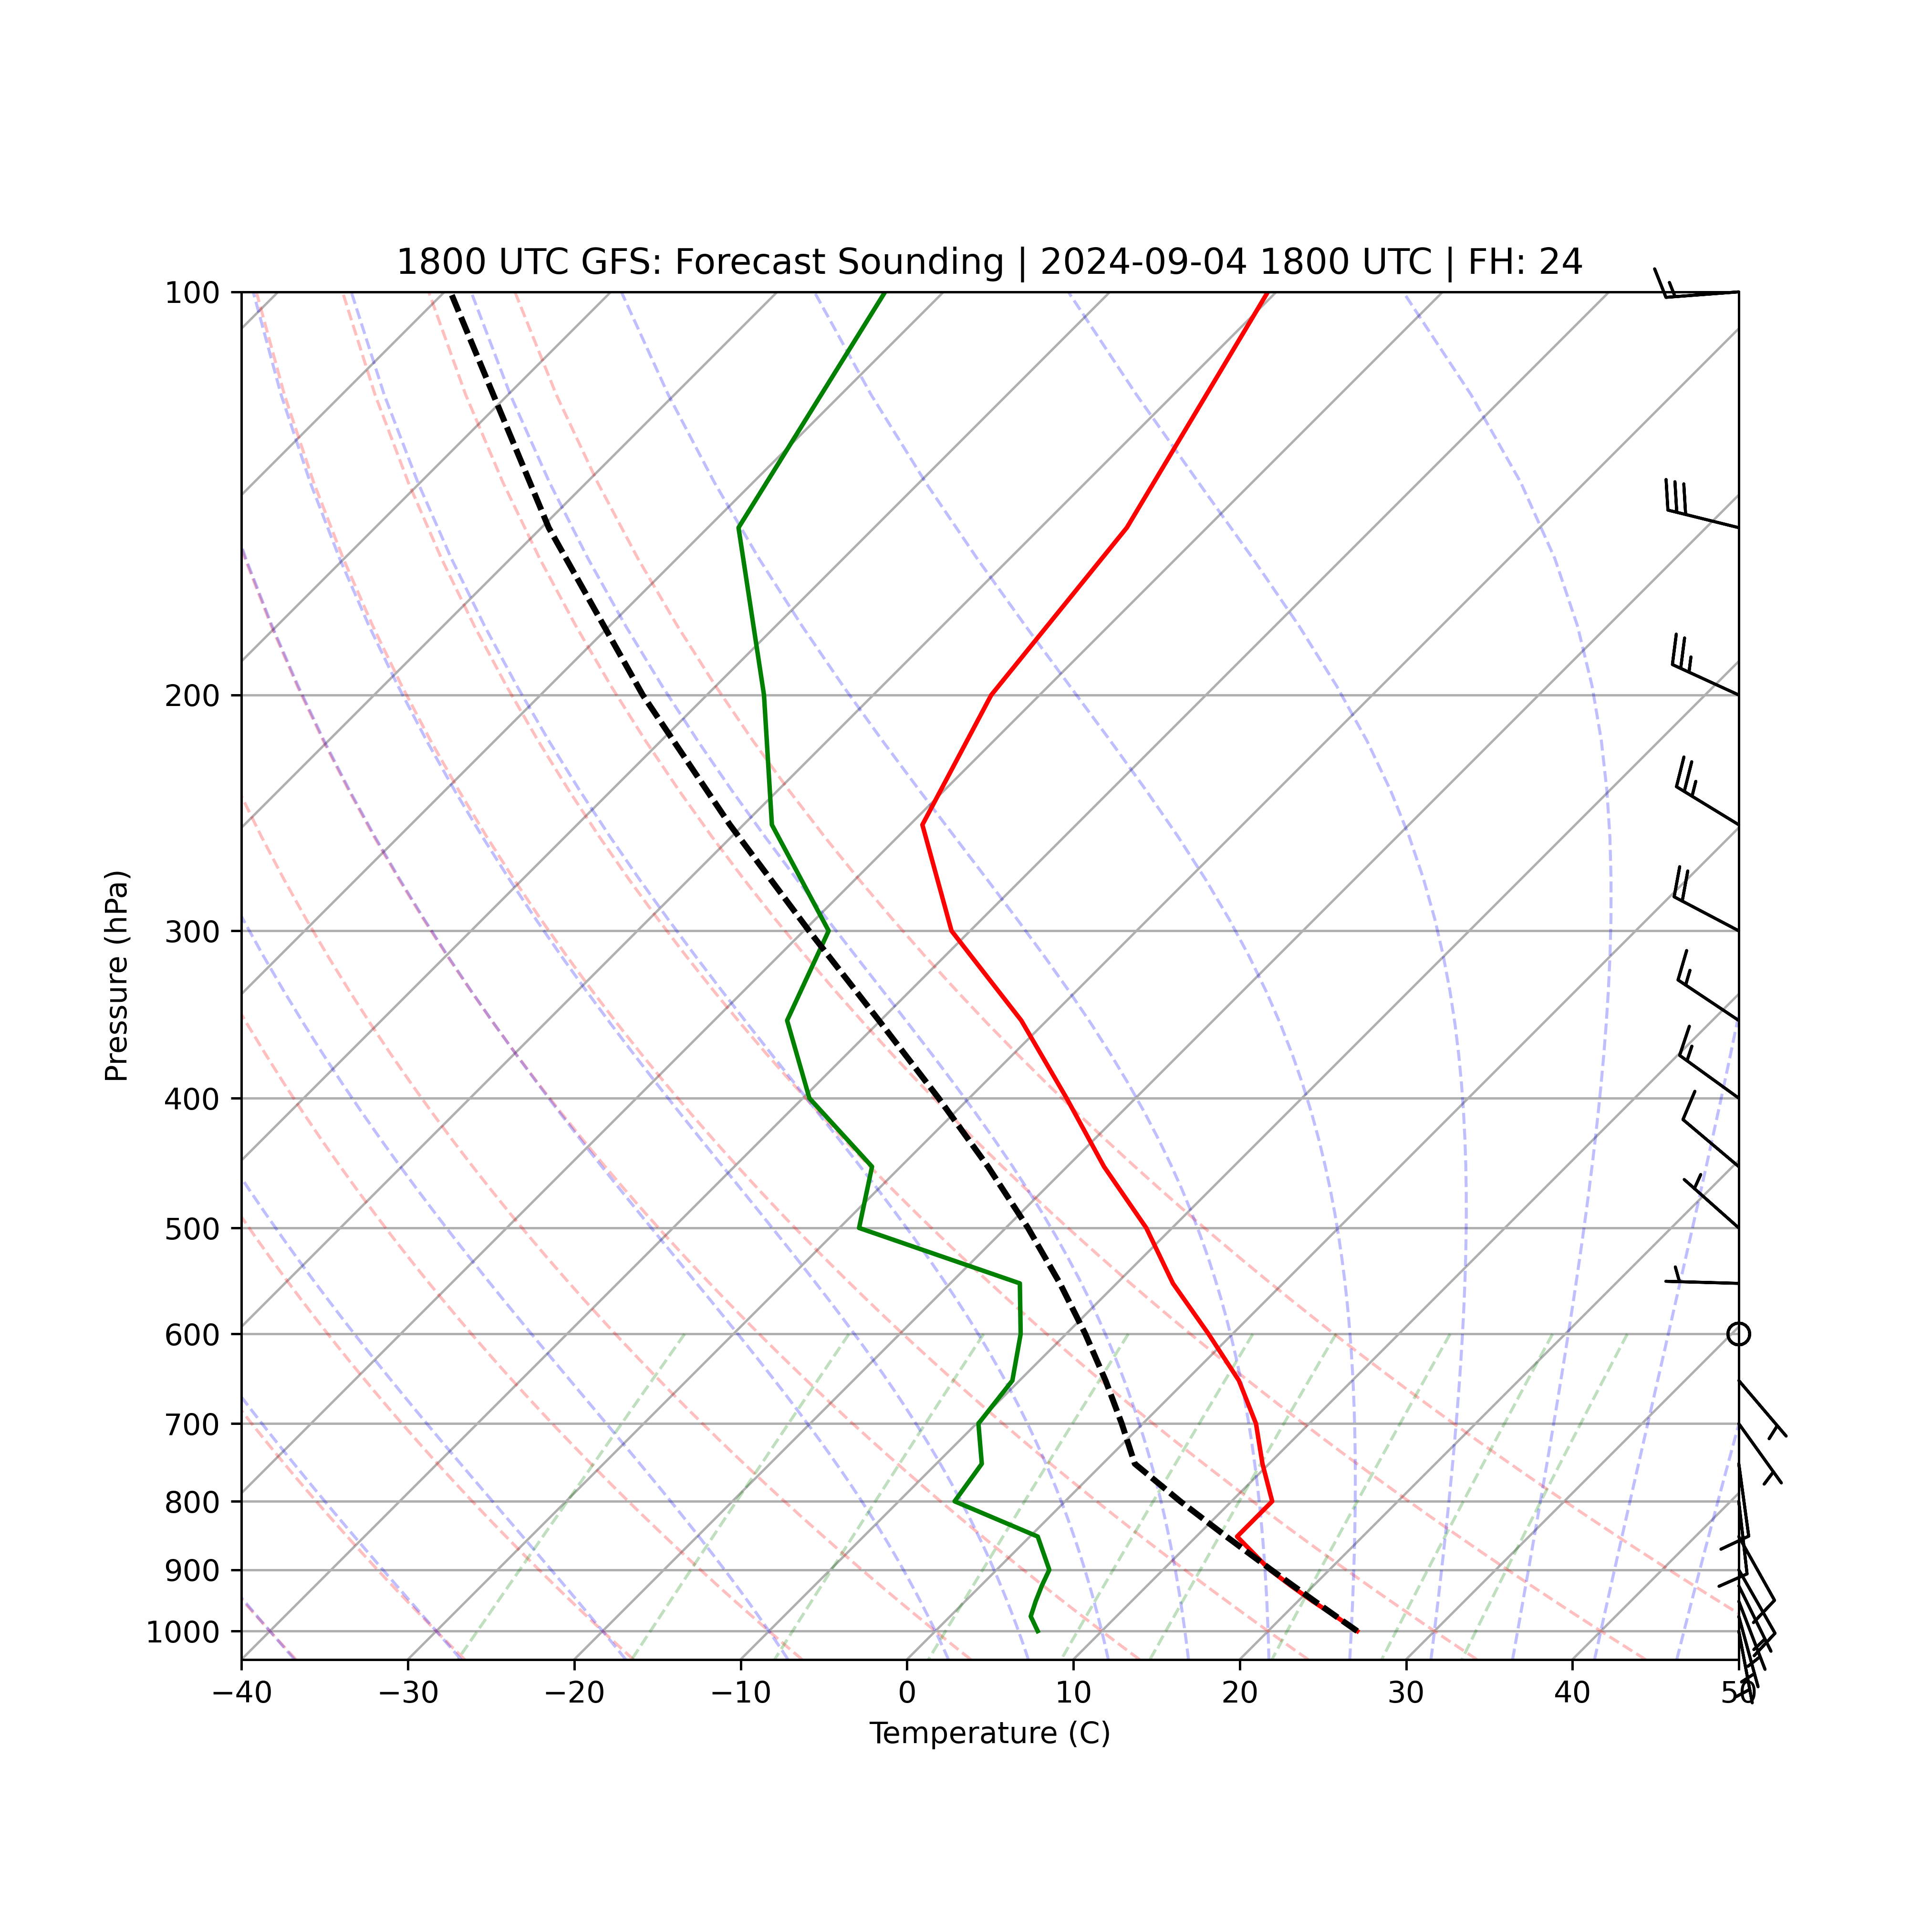 1800 UTC GFS: Forecast Sounding | 2024-09-04 1800 UTC | FH: 24
100
200
300
400
500
600
700
800
900
1000
Pressure (hPa)
−40 −30 −20 −10 0 10 20 30 40 50
Temperature (C)